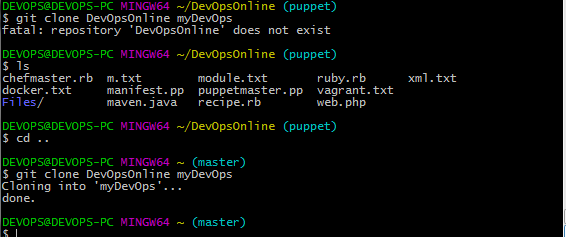 DEVOPS@DEVOPS-PC MINGW64 ~/DevOpsOnline (puppet)
$ git clone DevOpsOnline myDevOps
fatal: repository 'DevOpsOnline' does not exist
DEVOPS@DEVOPS-PC MINGW64 ~/DevOpsOnline (puppet)
$ ls
chefmaster.rb m.txt module.txt ruby.rb xml.txt
docker.txt manifest.pp puppetmaster.pp vagrant.txt
Files/ maven.java recipe.rb web.php
DEVOPS@DEVOPS-PC MINGW64 ~/DevOpsOnline (puppet)
$ cd ..
DEVOPS@DEVOPS-PC MINGW64 ~ (master)
$ git clone DevOpsOnline myDevOps
Cloning into 'myDevOps'...
done.
DEVOPS@DEVOPS-PC MINGW64 ~ (master)
$